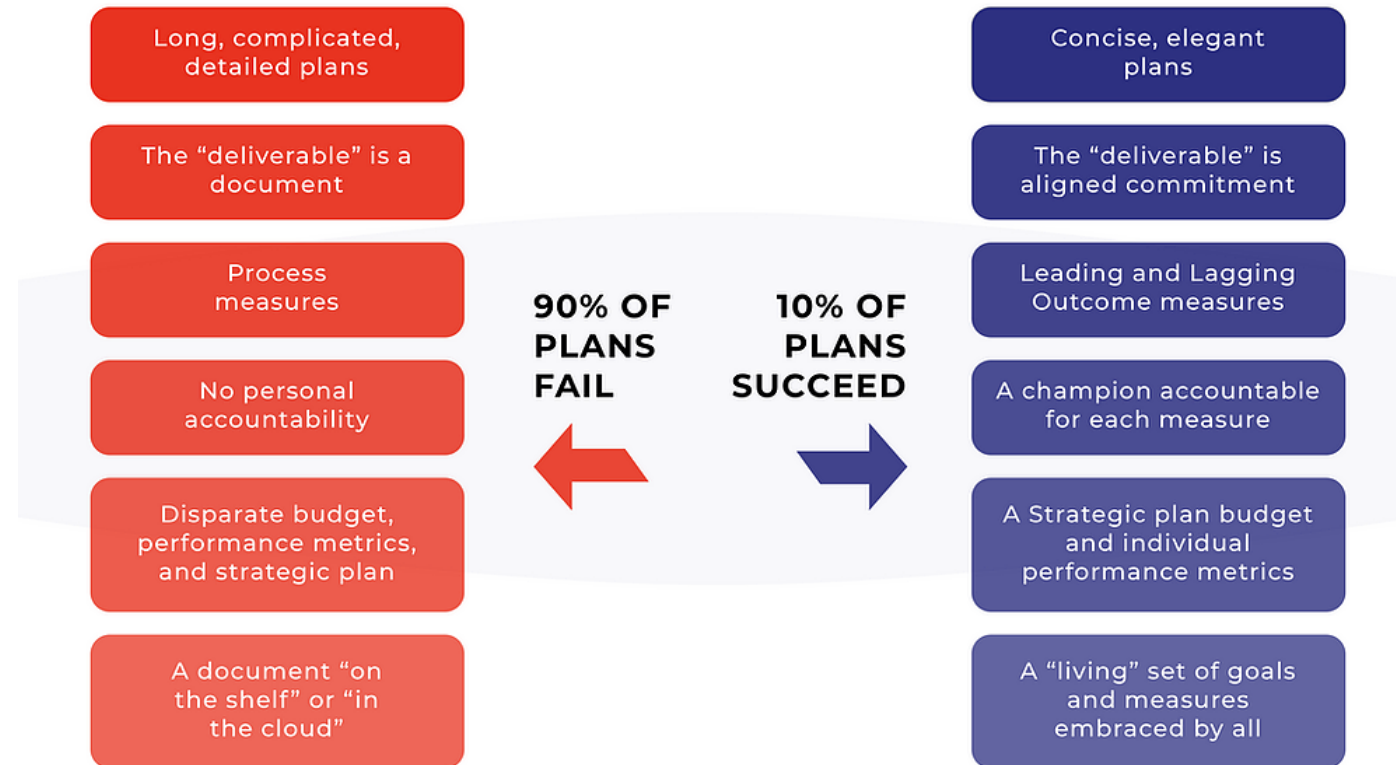 Long, complicated,
detailed plans
The “deliverable” is a
document
Process
measures
No personal
accountability
Disparate budget,
performance metrics,
and strategic plan
A document “on
the shelf” or “in
the cloud”
90% OF
PLANS
FAIL
10% OF
PLANS
SUCCEED
Concise, elegant
plans
The “deliverable” is
aligned commitment
Leading and Lagging
Outcome measures
A champion accountable
for each measure
A Strategic plan budget
and individual
performance metrics
A “living” set of goals
and measures
embraced by all